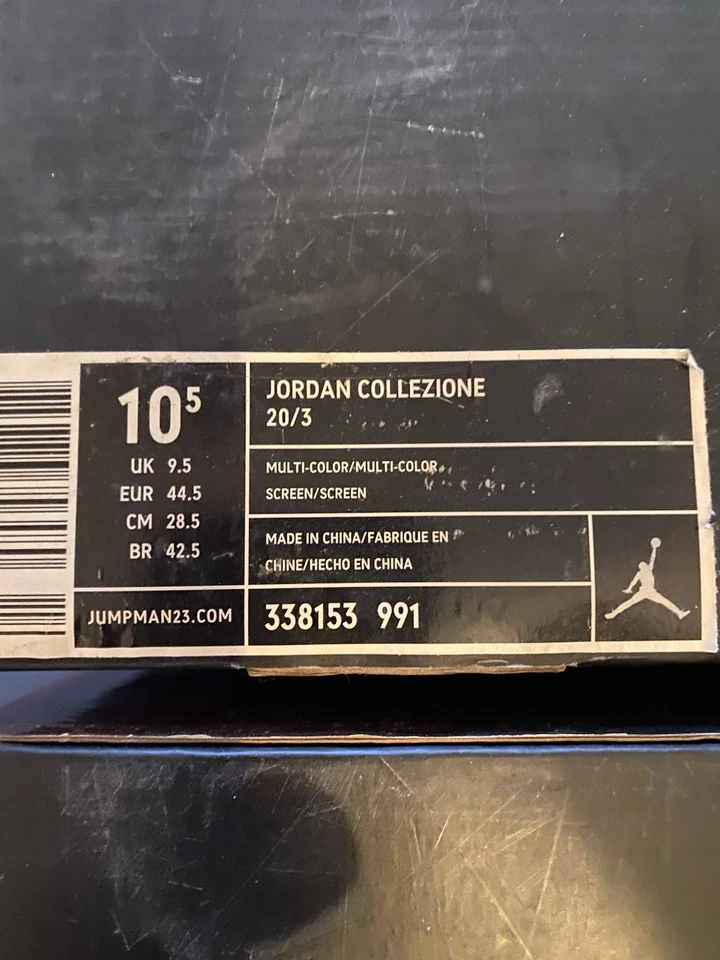 10⁵
UK 9.5
EUR 44.5
CM 28.5
BR 42.5
JUMPMAN23.COM
JORDAN COLLEZIONE
20/3
MULTI-COLOR/MULTI-COLOR
SCREEN/SCREEN
MADE IN CHINA/FABRIQUE EN
CHINE/HECHO EN CHINA
338153 991